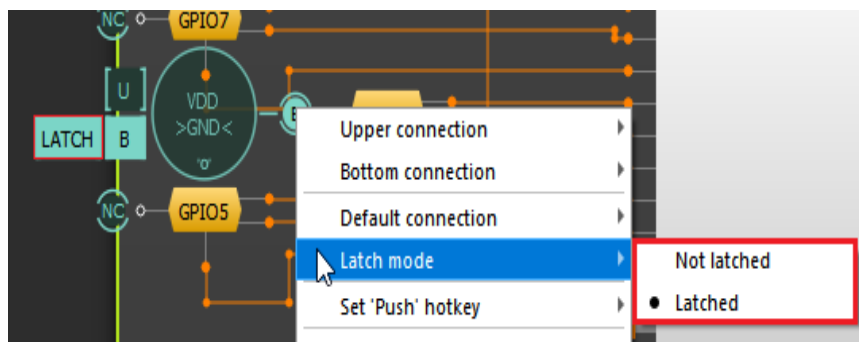 NC
GPIO7
U
VDD
>GND<
'0'
LATCH
B
NC
GPIO5
Upper connection
Bottom connection
Default connection
Latch mode
Set 'Push' hotkey
Not latched
Latched